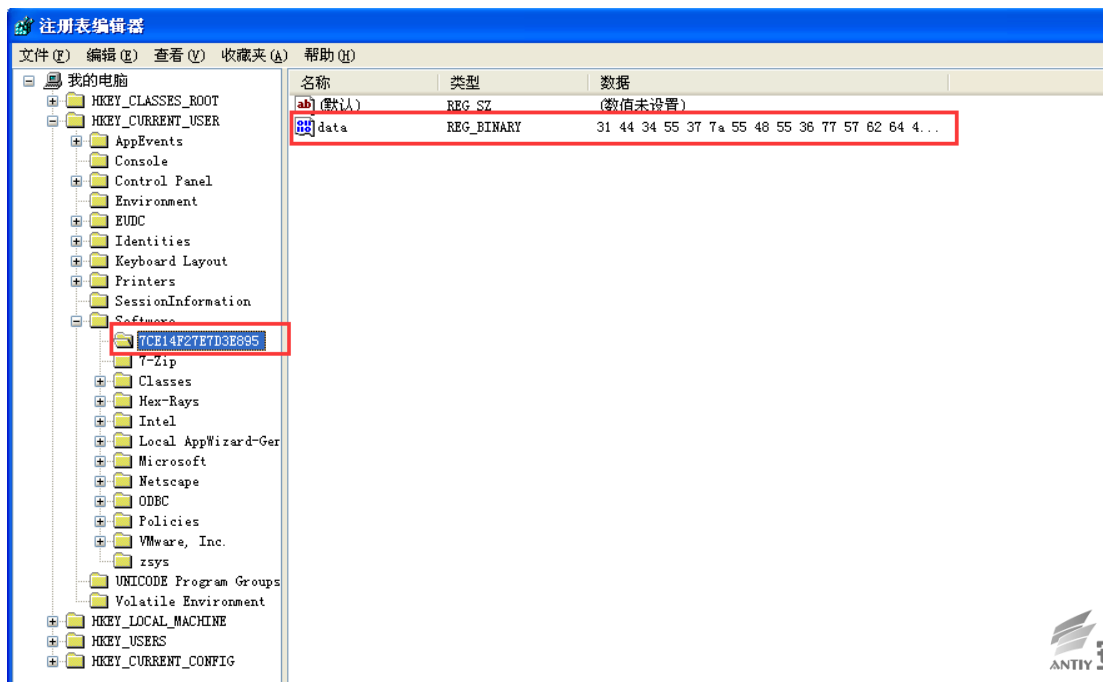 注册表编辑器
文件(F) 编辑(E) 查看(V) 收藏夹(A) 帮助(H)
我的电脑
HKEY_CLASSES_ROOT
HKEY_CURRENT_USER
AppEvents
Console
Control Panel
Environment
EUDC
Identities
Keyboard Layout
Printers
SessionInformation
Software
7CE14F27E7D3E895
7-Zip
Classes
Hex-Rays
Intel
Local AppWizard-Ger
Microsoft
Netscape
ODBC
Policies
VMware, Inc.
zsys
UNICODE Program Groups
Volatile Environment
HKEY_LOCAL_MACHINE
HKEY_USERS
HKEY_CURRENT_CONFIG
名称 类型 数据
(默认) REG_SZ (数值未设置)
data REG_BINARY 31 44 34 55 37 7a 55 48 55 36 77 57 62 64 4...
ANTIY